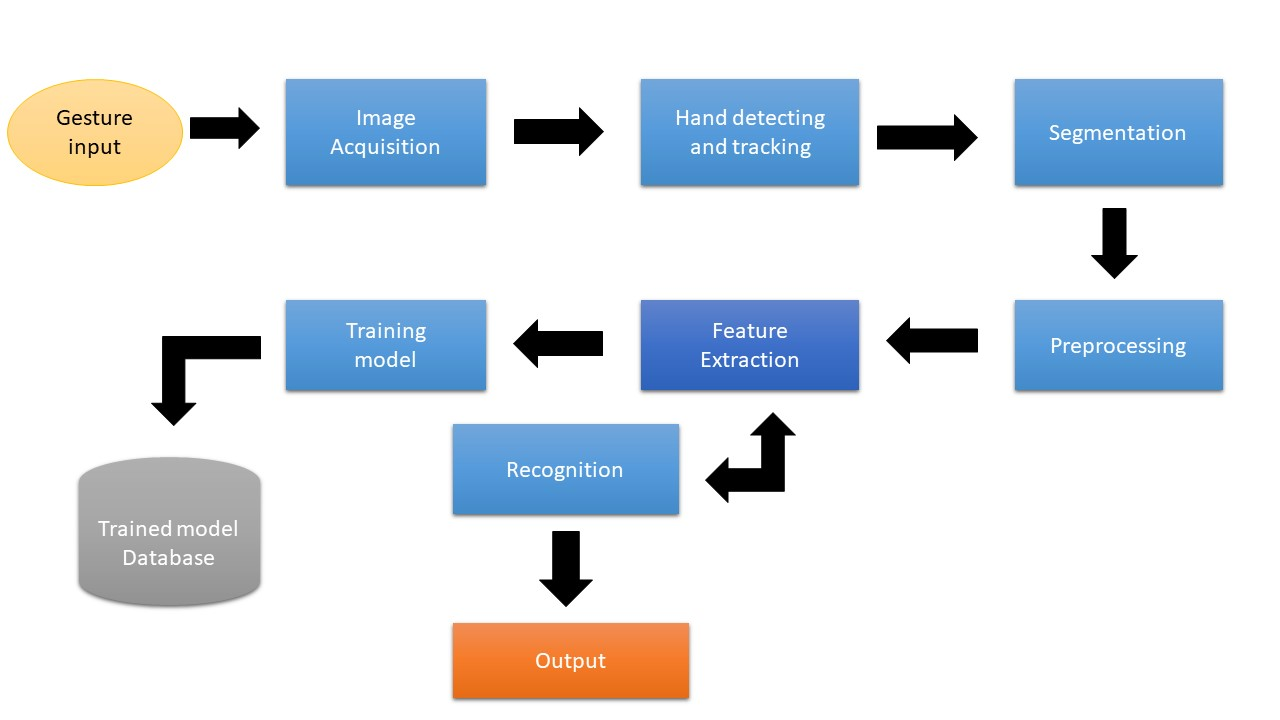 Gesture
input
Image
Acquisition
Hand detecting
and tracking
Segmentation
Training
model
Feature
Extraction
Preprocessing
Recognition
Trained model
Database
Output